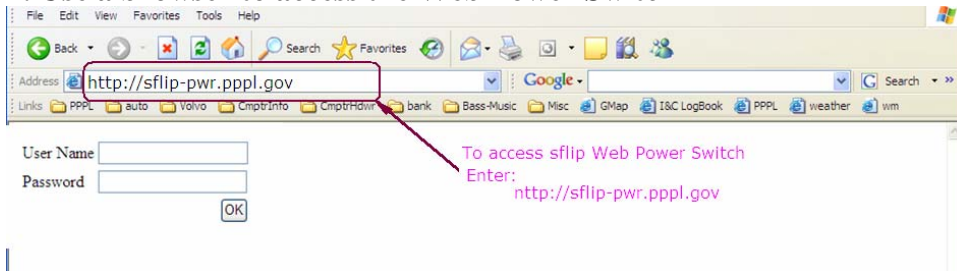 File Edit View Favorites Tools Help
Back Search Favorites
Address http://sflip-pwr.pppl.gov Google Search »
Links PPPL auto Volvo CmptrInfo CmptrHdwr bank Bass-Music Misc GMap I&C LogBook PPPL weather wm
User Name
To access sflip Web Power Switch
Password
Enter:
nttp://sflip-pwr.pppl.gov
OK